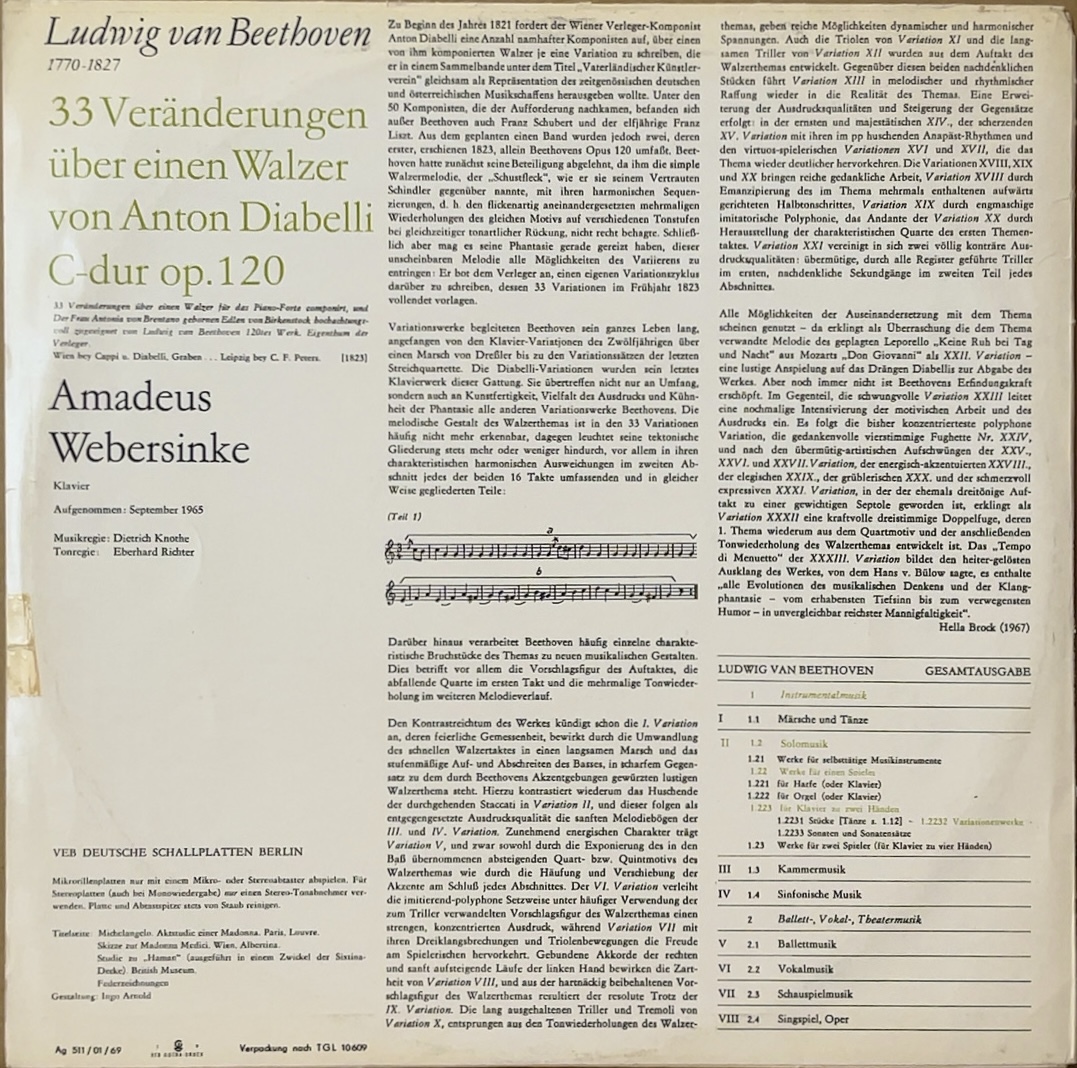 Ludwig van Beethoven
1770-1827
33 Veränderungen
über einen Walzer
von Anton Diabelli
C-dur op. 120
33 Veränderungen über einen Walzer für das Piano-Forte componirt, und
Der Frau Antonia von Brentano gebornen Edlen von Birkenstock hochachtungs-
voll zugeeignet von Ludwig van Beethoven 120tes Werk. Eigenthum der
Verleger.
Wien bey Cappi u. Diabelli, Graben . . . Leipzig bey C. F. Peters. [1823]
Amadeus
Webersinke
Klavier
Aufgenommen: September 1965
Musikregie: Dietrich Knothe
Tonregie: Eberhard Richter
VEB DEUTSCHE SCHALLPLATTEN BERLIN
Mikrorillenplatten nur mit einem Mikro- oder Stereoabtaster abspielen. Für
Stereoplatten (auch bei Monowiedergabe) nur einen Stereo-Tonabnehmer ver-
wenden. Platte und Abtastspitze stets von Staub reinigen.
Titelseite: Michelangelo. Aktstudie einer Madonna. Paris, Louvre.
Skizze zur Madonna Medici. Wien, Albertina.
Studie zu „Haman“ (ausgeführt in einem Zwickel der Sixtina-
Decke). British Museum.
Federzeichnungen
Gestaltung: Ingo Arnold
Ag 511/01/69
Verpackung nach TGL 10609
Zu Beginn des Jahres 1821 fordert der Wiener Verleger-Komponist
Anton Diabelli eine Anzahl namhafter Komponisten auf, über einen
von ihm komponierten Walzer je eine Variation zu schreiben, die
er in einem Sammelbande unter dem Titel „Vaterländischer Künstler-
verein“ gleichsam als Repräsentation des zeitgenössischen deutschen
und österreichischen Musikschaffens herausgeben wollte. Unter den
50 Komponisten, die der Aufforderung nachkamen, befanden sich
außer Beethoven auch Franz Schubert und der elfjährige Franz
Liszt. Aus dem geplanten einen Band wurden jedoch zwei, deren
erster, erschienen 1823, allein Beethovens Opus 120 umfaßt. Beet-
hoven hatte zunächst seine Beteiligung abgelehnt, da ihm die simple
Walzermelodie, der „Schustfleck“, wie er sie seinem Vertrauten
Schindler gegenüber nannte, mit ihren harmonischen Sequen-
zierungen, d. h. den flickenartig aneinandergesetzten mehrmaligen
Wiederholungen des gleichen Motivs auf verschiedenen Tonstufen
bei gleichzeitiger tonartlicher Rückung, nicht recht behagte. Schließ-
lich aber mag es seine Phantasie gerade gereizt haben, dieser
unscheinbaren Melodie alle Möglichkeiten des Variierens zu
entringen: Er bot dem Verleger an, einen eigenen Variationszyklus
darüber zu schreiben, dessen 33 Variationen im Frühjahr 1823
vollendet vorlagen.
Variationswerke begleiteten Beethoven sein ganzes Leben lang,
angefangen von den Klavier-Variationen des Zwölfjährigen über
einen Marsch von Dreßler bis zu den Variationssätzen der letzten
Streichquartette. Die Diabelli-Variationen wurden sein letztes
Klavierwerk dieser Gattung. Sie übertreffen nicht nur an Umfang,
sondern auch an Kunstfertigkeit, Vielfalt des Ausdrucks und Kühn-
heit der Phantasie alle anderen Variationswerke Beethovens. Die
melodische Gestalt des Walzerthemas ist in den 33 Variationen
häufig nicht mehr erkennbar, dagegen leuchtet seine tektonische
Gliederung stets mehr oder weniger hindurch, vor allem in ihren
charakteristischen harmonischen Ausweichungen im zweiten Ab-
schnitt jedes der beiden 16 Takte umfassenden und in gleicher
Weise gegliederten Teile:
(Teil 1)
a
b
Darüber hinaus verarbeitet Beethoven häufig einzelne charakte-
ristische Bruchstücke des Themas zu neuen musikalischen Gestalten.
Dies betrifft vor allem die Vorschlagsfigur des Auftaktes, die
abfallende Quarte im ersten Takt und die mehrmalige Tonwieder-
holung im weiteren Melodieverlauf.
Den Kontrastreichtum des Werkes kündigt schon die I. Variation
an, deren feierliche Gemessenheit, bewirkt durch die Umwandlung
des schnellen Walzertaktes in einen langsamen Marsch und das
stufenmäßige Auf- und Abschreiten des Basses, in scharfem Gegen-
satz zu dem durch Beethovens Akzentgebungen gewürzten lustigen
Walzerthema steht. Hierzu kontrastiert wiederum das Huschende
der durchgehenden Staccati in Variation II, und dieser folgen als
entgegengesetzte Ausdrucksqualität die sanften Melodiebögen der
III. und IV. Variation. Zunehmend energischen Charakter trägt
Variation V, und zwar sowohl durch die Exponierung des in den
Baß übernommenen absteigenden Quart- bzw. Quintmotivs des
Walzerthemas wie durch die Häufung und Verschiebung der
Akzente am Schluß jedes Abschnittes. Der VI. Variation verleiht
die imitierend-polyphone Setzweise unter häufiger Verwendung der
zum Triller verwandelten Vorschlagsfigur des Walzerthemas einen
strengen, konzentrierten Ausdruck, während Variation VII mit
ihren Dreiklangsbrechungen und Triolenbewegungen die Freude
am Spielerischen hervorkehrt. Gebundene Akkorde der rechten
und sanft aufsteigende Läufe der linken Hand bewirken die Zart-
heit von Variation VIII, und aus der hartnäckig beibehaltenen Vor-
schlagsfigur des Walzerthemas resultiert der resolute Trotz der
IX. Variation. Die lang ausgehaltenen Triller und Tremoli von
Variation X, entsprungen aus den Tonwiederholungen des Walzer-
themas, geben reiche Möglichkeiten dynamischer und harmonischer
Spannungen. Auch die Triolen von Variation XI und die lang-
samen Triller von Variation XII wurden aus dem Auftakt des
Walzerthemas entwickelt. Gegenüber diesen beiden nachdenklichen
Stücken führt Variation XIII in melodischer und rhythmischer
Raffung wieder in die Realität des Themas. Eine Erwei-
terung der Ausdrucksqualitäten und Steigerung der Gegensätze
erfolgt: in der ernsten und majestätischen XIV., der scherzenden
XV. Variation mit ihren im pp huschenden Anapäst-Rhythmen und
den virtuos-spielerischen Variationen XVI und XVII, die das
Thema wieder deutlicher hervorkehren. Die Variationen XVIII, XIX
und XX bringen reiche gedankliche Arbeit, Variation XVIII durch
Emanzipierung des im Thema mehrmals enthaltenen aufwärts
gerichteten Halbtonschrittes, Variation XIX durch engmaschige
imitatorische Polyphonie, das Andante der Variation XX durch
Herausstellung der charakteristischen Quarte des ersten Themen-
taktes. Variation XXI vereinigt in sich zwei völlig konträre Aus-
drucksqualitäten: übermütige, durch alle Register geführte Triller
im ersten, nachdenkliche Sekundgänge im zweiten Teil jedes
Abschnittes.
Alle Möglichkeiten der Auseinandersetzung mit dem Thema
scheinen genutzt – da erklingt als Überraschung die dem Thema
verwandte Melodie des geplagten Leporello „Keine Ruh bei Tag
und Nacht“ aus Mozarts „Don Giovanni“ als XXII. Variation –
eine lustige Anspielung auf das Drängen Diabellis zur Abgabe des
Werkes. Aber noch immer nicht ist Beethovens Erfindungskraft
erschöpft. Im Gegenteil, die schwungvolle Variation XXIII leitet
eine nochmalige Intensivierung der motivischen Arbeit und des
Ausdrucks ein. Es folgt die bisher konzentrierteste polyphone
Variation, die gedankenvolle vierstimmige Fughette Nr. XXIV,
und nach den übermütig-artistischen Aufschwüngen der XXV.,
XXVI. und XXVII. Variation, der energisch-akzentuierten XXVIII.,
der elegischen XXIX., der grüblerischen XXX. und der schmerzvoll
expressiven XXXI. Variation, in der der ehemals dreitönige Auf-
takt zu einer gewichtigen Septole geworden ist, erklingt als
Variation XXXII eine kraftvolle dreistimmige Doppelfuge, deren
1. Thema wiederum aus dem Quartmotiv und der anschließenden
Tonwiederholung des Walzerthemas entwickelt ist. Das „Tempo
di Menuetto“ der XXXIII. Variation bildet den heiter-gelösten
Ausklang des Werkes, von dem Hans v. Bülow sagte, es enthalte
„alle Evolutionen des musikalischen Denkens und der Klang-
phantasie – vom erhabensten Tiefsinn bis zum verwegensten
Humor – in unvergleichbar reichster Mannigfaltigkeit“.
Hella Brock (1967)
LUDWIG VAN BEETHOVEN GESAMTAUSGABE
1 Instrumentalmusik
I 1.1 Märsche und Tänze
II 1.2 Solomusik
1.21 Werke für selbsttätige Musikinstrumente
1.22 Werke für einen Spieler
1.221 für Harfe (oder Klavier)
1.222 für Orgel (oder Klavier)
1.223 für Klavier zu zwei Händen
1.2231 Stücke [Tänze s. 1.12] - 1.2232 Variationenwerke -
1.2233 Sonaten und Sonatensätze
1.23 Werke für zwei Spieler (für Klavier zu vier Händen)
III 1.3 Kammermusik
IV 1.4 Sinfonische Musik
2 Ballett-, Vokal-, Theatermusik
V 2.1 Ballettmusik
VI 2.2 Vokalmusik
VII 2.3 Schauspielmusik
VIII 2.4 Singspiel, Oper